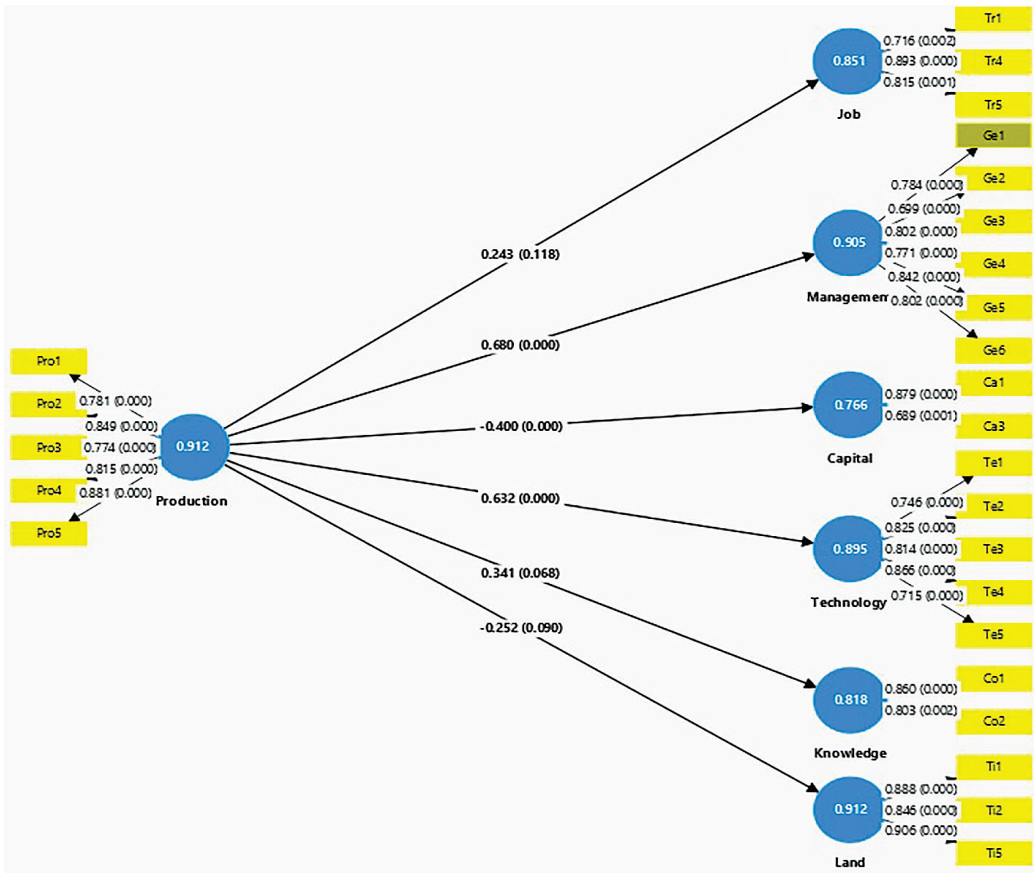 Pro1
Pro2
Pro3
Pro4
Pro5
0.781 (0.000)
0.849 (0.000)
0.774 (0.000)
0.815 (0.000)
0.881 (0.000)
0.912
Production
0.243 (0.118)
0.680 (0.000)
-0.400 (0.000)
0.632 (0.000)
0.341 (0.068)
-0.252 (0.090)
0.851
Job
0.716 (0.002)
0.893 (0.000)
0.815 (0.001)
Tr1
Tr4
Tr5
0.905
Managemen
0.784 (0.000)
0.699 (0.000)
0.802 (0.000)
0.771 (0.000)
0.842 (0.000)
0.802 (0.000)
Ge1
Ge2
Ge3
Ge4
Ge5
Ge6
0.766
Capital
0.879 (0.000)
0.689 (0.001)
Ca1
Ca3
0.895
Technology
0.746 (0.000)
0.825 (0.000)
0.814 (0.000)
0.866 (0.000)
0.715 (0.000)
Te1
Te2
Te3
Te4
Te5
0.818
Knowledge
0.860 (0.000)
0.803 (0.002)
Co1
Co2
0.912
Land
0.888 (0.000)
0.846 (0.000)
0.906 (0.000)
Ti1
Ti2
Ti5